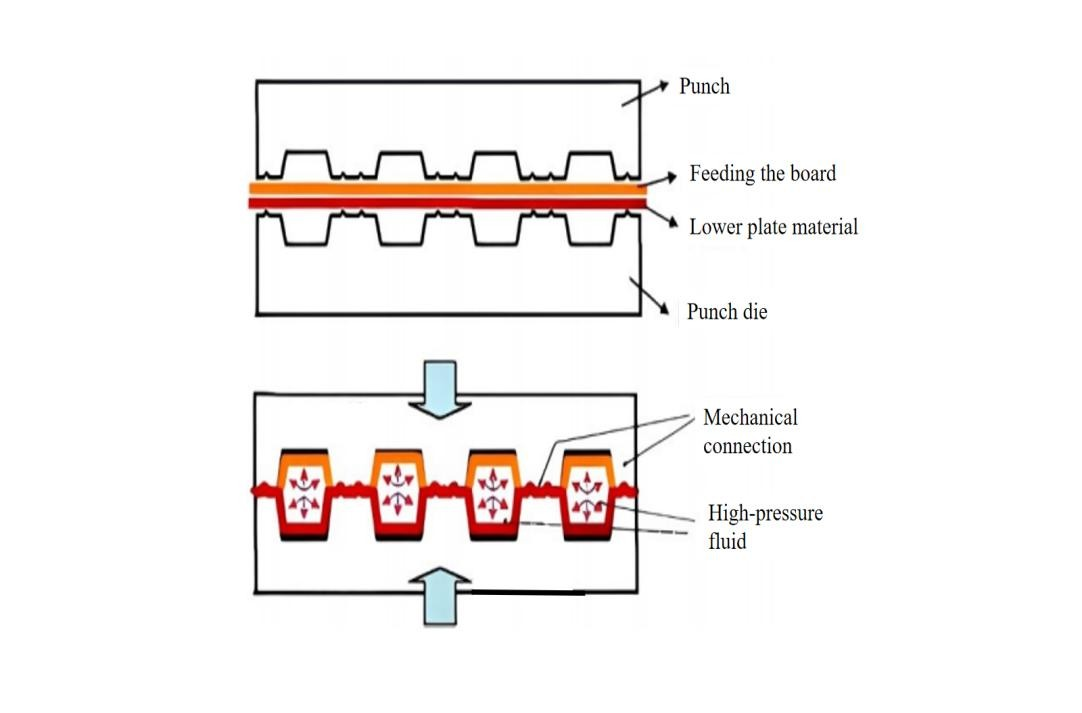 Punch
Feeding the board
Lower plate material
Punch die
Mechanical
connection
High-pressure
fluid